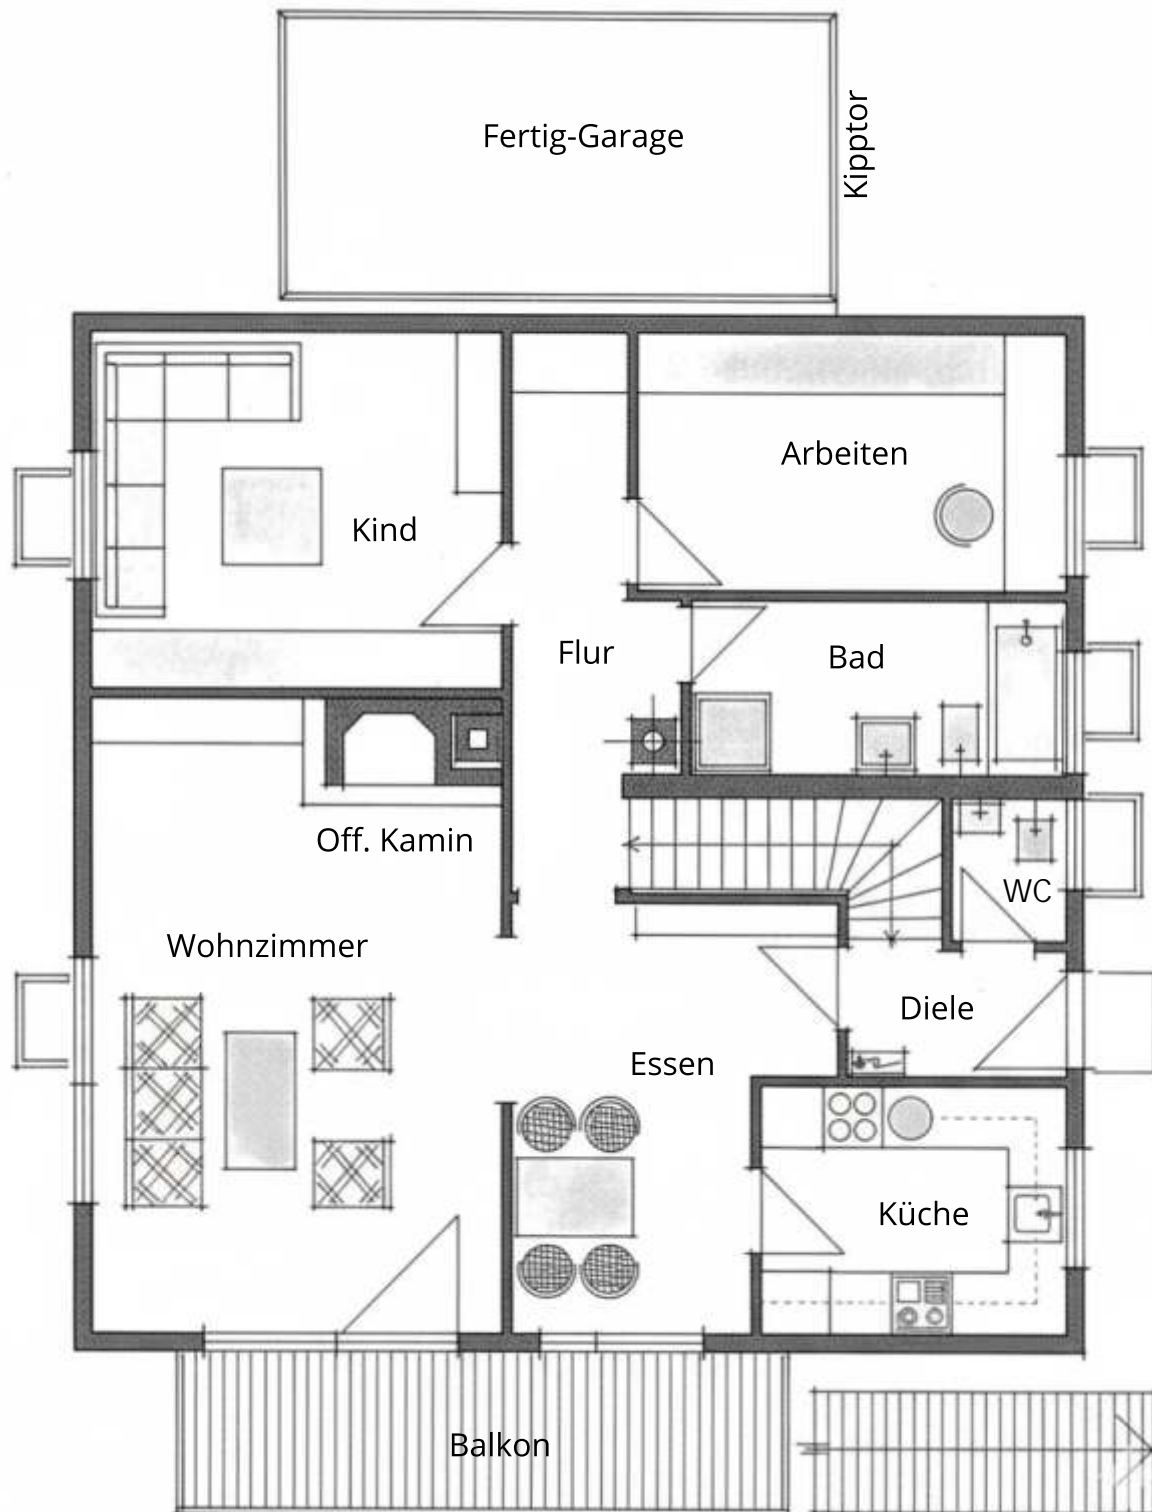 Fertig-Garage
Kipptor
Arbeiten
Kind
Flur
Bad
Off. Kamin
WC
Wohnzimmer
Diele
Essen
Küche
Balkon